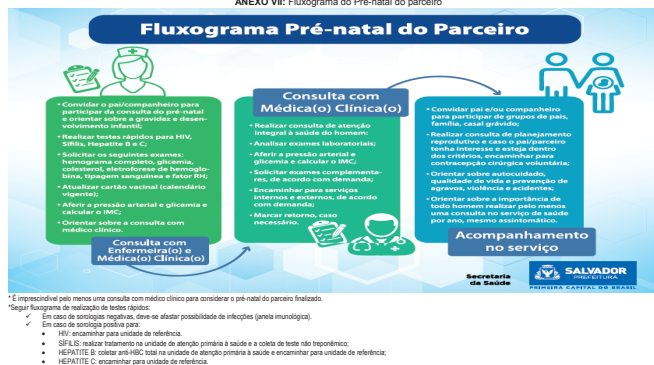 ANEXO VII: Fluxograma do Pré-natal do parceiro
Fluxograma Pré-natal do Parceiro
• Convidar o pai/companheiro para
participar da consulta do pré-natal
e orientar sobre a gravidez e desen-
volvimento infantil;
• Realizar testes rápidos para HIV,
Sífilis, Hepatite B e C;
• Solicitar os seguintes exames:
hemograma completo, glicemia,
colesterol, eletroforese de hemoglo-
bina, tipagem sanguínea e fator RH;
• Atualizar cartão vacinal (calendário
vigente);
• Aferir a pressão arterial e glicemia e
calcular o IMC;
• Orientar sobre a consulta com
médico clínico.
Consulta com
Enfermeira(o) e
Médica(o) Clínica(o)
Consulta com
Médica(o) Clínica(o)
• Realizar consulta de atenção
integral à saúde do homem:
• Analisar exames laboratoriais;
• Aferir a pressão arterial e
glicemia e calcular o IMC;
• Solicitar exames complementa-
res, de acordo com demanda;
• Encaminhar para serviços
internos e externos, de acordo
com demanda;
• Marcar retorno, caso
necessário.
• Convidar pai e/ou companheiro
para participar de grupos de pais,
família, casal grávido;
• Realizar consulta de planejamento
reprodutivo e caso o pai/parceiro
tenha interesse e esteja dentro
dos critérios, encaminhar para
contracepção cirúrgica voluntária;
• Orientar sobre autocuidado,
qualidade de vida e prevenção de
agravos, violência e acidentes;
• Orientar sobre a importância de
todo homem realizar pelo menos
uma consulta no serviço de saúde
por ano, mesmo assintomático.
Acompanhamento
no serviço
Secretaria
da Saúde
SALVADOR
PREFEITURA
PRIMEIRA CAPITAL DO BRASIL
* É imprescindível pelo menos uma consulta com médico clínico para considerar o pré-natal do parceiro finalizado.
*Seguir fluxograma de realização de testes rápidos:
✓ Em caso de sorologias negativas, deve-se afastar possibilidade de infecções (janela imunológica).
✓ Em caso de sorologia positiva para:
• HIV: encaminhar para unidade de referência.
• SÍFILIS: realizar tratamento na unidade de atenção primária à saúde e a coleta de teste não treponêmico;
• HEPATITE B: coletar anti-HBC total na unidade de atenção primária à saúde e encaminhar para unidade de referência;
• HEPATITE C: encaminhar para unidade de referência.